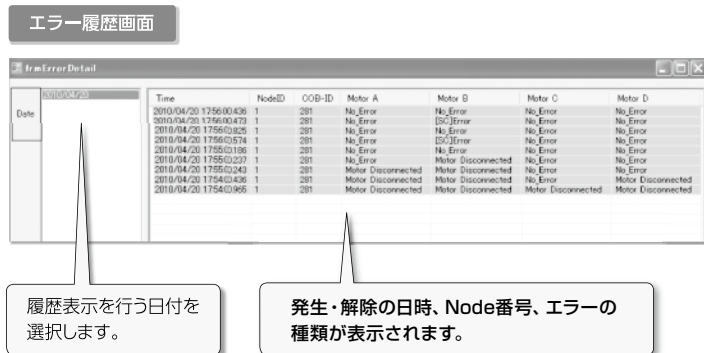 エラー履歴画面
frmErrorDetail
Date
2010/04/20
Time NodeID COB-ID Motor A Motor B Motor C Motor D
2010/04/20 17:56:00.436 1 281 No_Error No_Error No_Error No_Error
2010/04/20 17:56:00.473 1 281 No_Error [SC]Error No_Error No_Error
2010/04/20 17:56:0.825 1 281 No_Error No_Error No_Error No_Error
2010/04/20 17:56:0.574 1 281 No_Error [SC]Error No_Error No_Error
2010/04/20 17:55:0.186 1 281 No_Error No_Error No_Error No_Error
2010/04/20 17:55:0.237 1 281 No_Error Motor Disconnected No_Error No_Error
2010/04/20 17:55:0.243 1 281 Motor Disconnected Motor Disconnected No_Error No_Error
2010/04/20 17:54:0.436 1 281 Motor Disconnected Motor Disconnected No_Error Motor Disconnected
2010/04/20 17:54:0.965 1 281 Motor Disconnected Motor Disconnected Motor Disconnected Motor Disconnected
履歴表示を行う日付を
選択します。
発生・解除の日時、Node番号、エラーの
種類が表示されます。